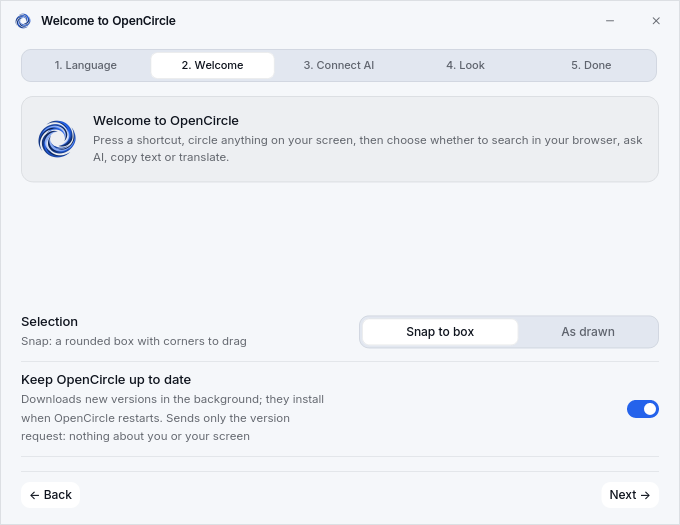 Welcome to OpenCircle
1. Language
2. Welcome
3. Connect AI
4. Look
5. Done
Welcome to OpenCircle
Press a shortcut, circle anything on your screen, then choose whether to search in your browser, ask
AI, copy text or translate.
Selection
Snap: a rounded box with corners to drag
Snap to box
As drawn
Keep OpenCircle up to date
Downloads new versions in the background; they install
when OpenCircle restarts. Sends only the version
request: nothing about you or your screen
← Back
Next →